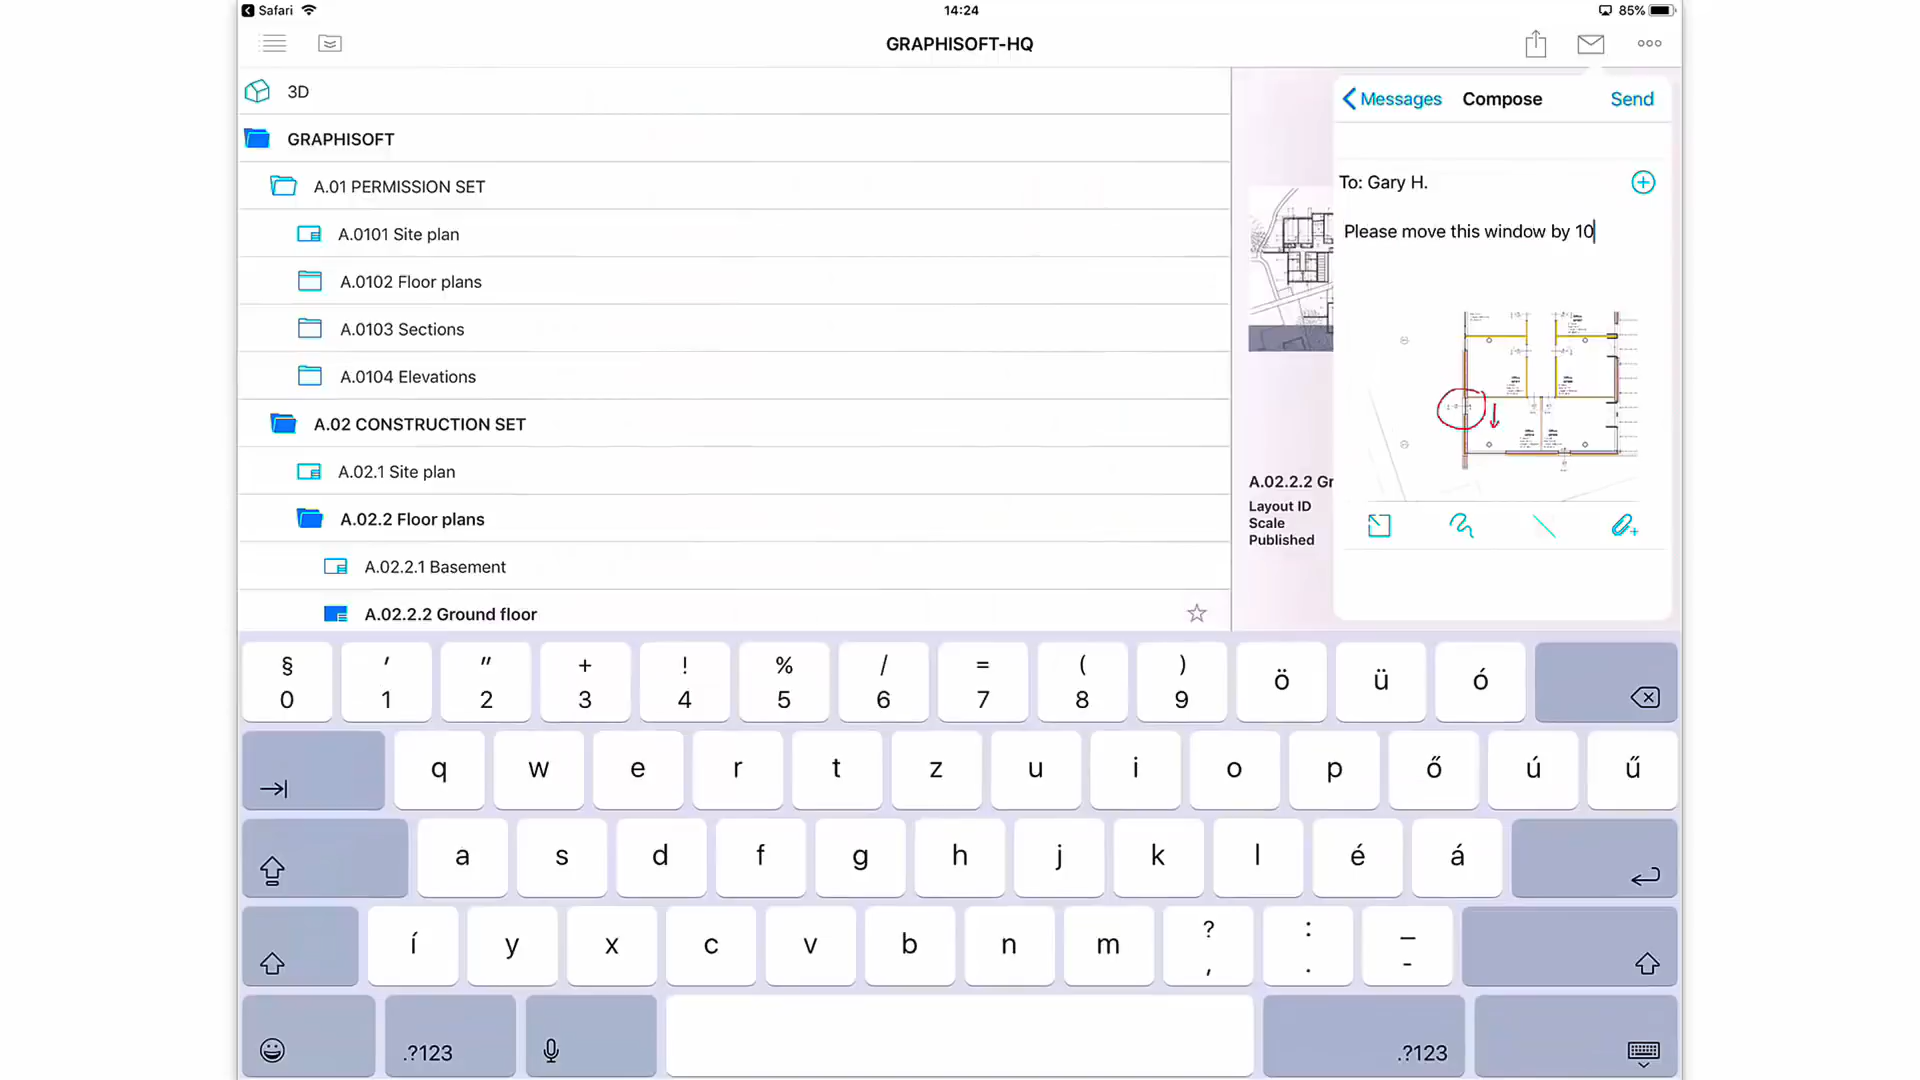 Safari
14:24
85%
GRAPHISOFT-HQ
3D
GRAPHISOFT
A.01 PERMISSION SET
A.0101 Site plan
A.0102 Floor plans
A.0103 Sections
A.0104 Elevations
A.02 CONSTRUCTION SET
A.02.1 Site plan
A.02.2 Floor plans
A.02.2.1 Basement
A.02.2.2 Ground floor
A.02.2.2 Gr
Layout ID
Scale
Published
Messages Compose Send
To: Gary H.
Please move this window by 10
§ ' " + ! % / = ( )
0 1 2 3 4 5 6 7 8 9 ö ü ó
q w e r t z u i o p ő ú ű
a s d f g h j k l é á
í y x c v b n m ? , : . _ -
.?123 .?123